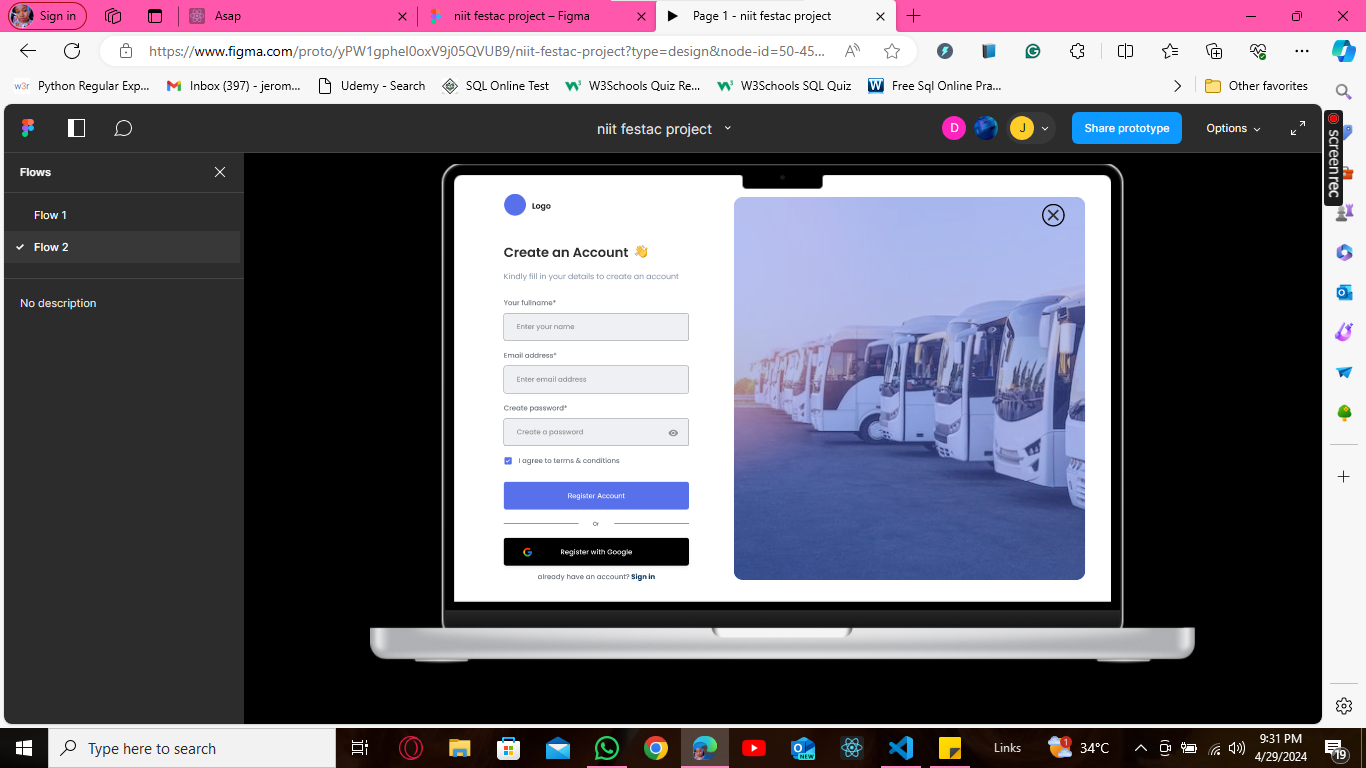 Sign in
Asap
niit festac project – Figma
Page 1 - niit festac project
https://www.figma.com/proto/yPW1gpheI0oxV9j05QVUB9/niit-festac-project?type=design&node-id=50-45...
Python Regular Exp...
Inbox (397) - jerom...
Udemy - Search
SQL Online Test
W3Schools Quiz Re...
W3Schools SQL Quiz
Free Sql Online Pra...
Other favorites
niit festac project
D
J
Share prototype
Options
screenrec
Flows
Flow 1
Flow 2
No description
Logo
Create an Account 👋
Kindly fill in your details to create an account
Your fullname*
Enter your name
Email address*
Enter email address
Create password*
Create a password
I agree to terms & conditions
Register Account
Or
Register with Google
already have an account? Sign in
Type here to search
NEW
Links
1
34°C
9:31 PM
4/29/2024
19